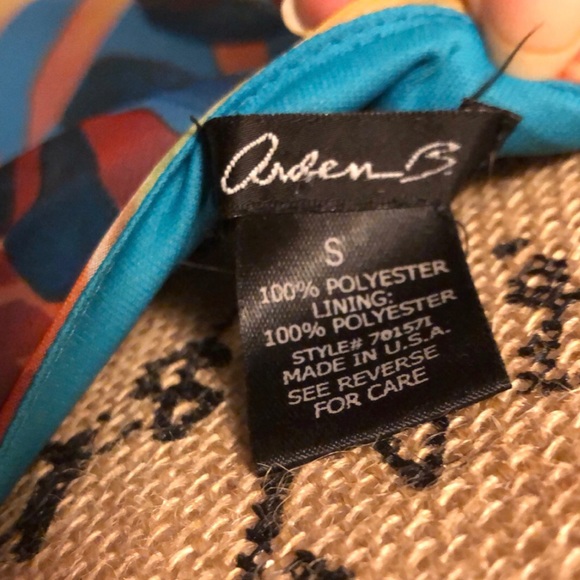 Arden B.
S
100% POLYESTER
LINING:
100% POLYESTER
STYLE# 701571
MADE IN U.S.A.
SEE REVERSE
FOR CARE